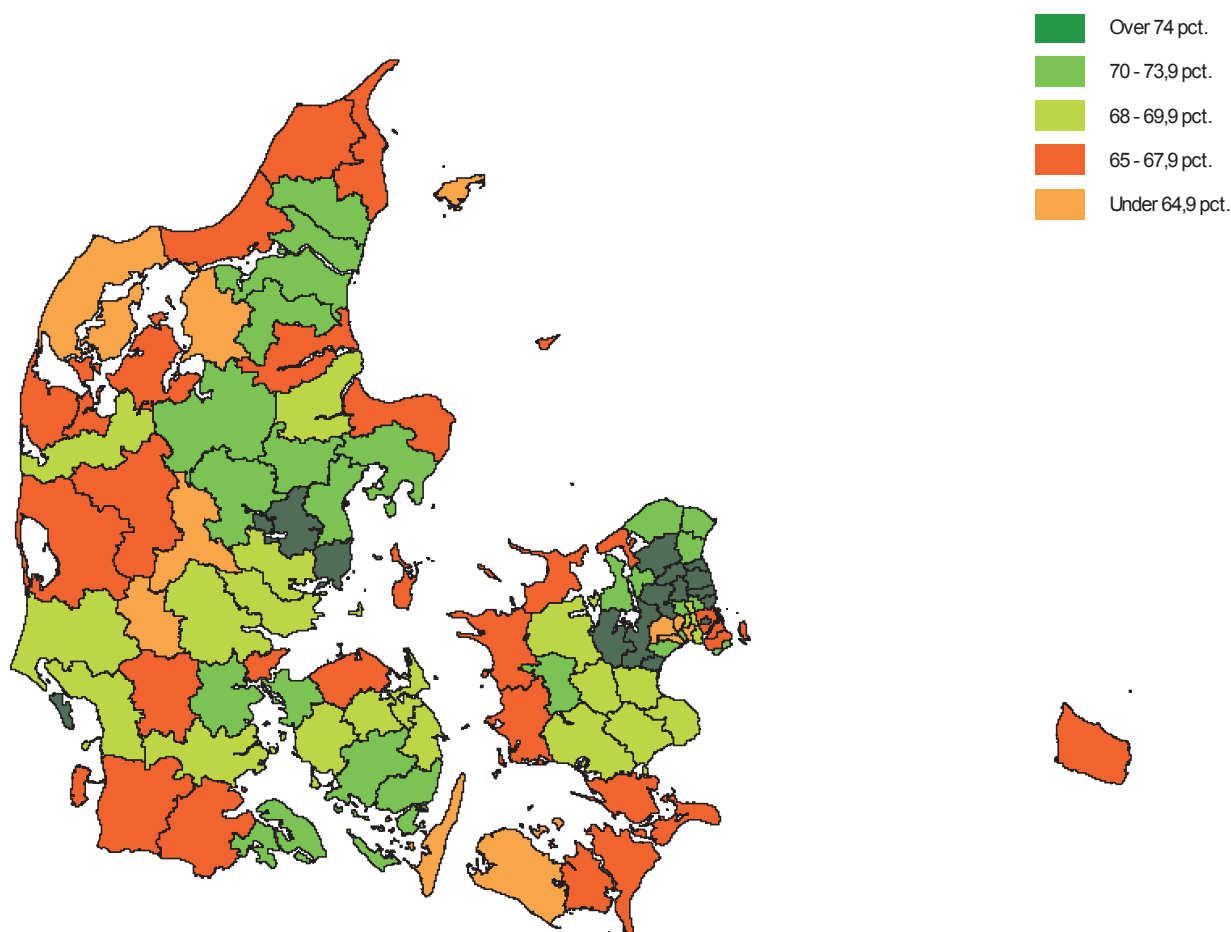 Over 74 pct.
70 - 73,9 pct.
68 - 69,9 pct.
65 - 67,9 pct.
Under 64,9 pct.